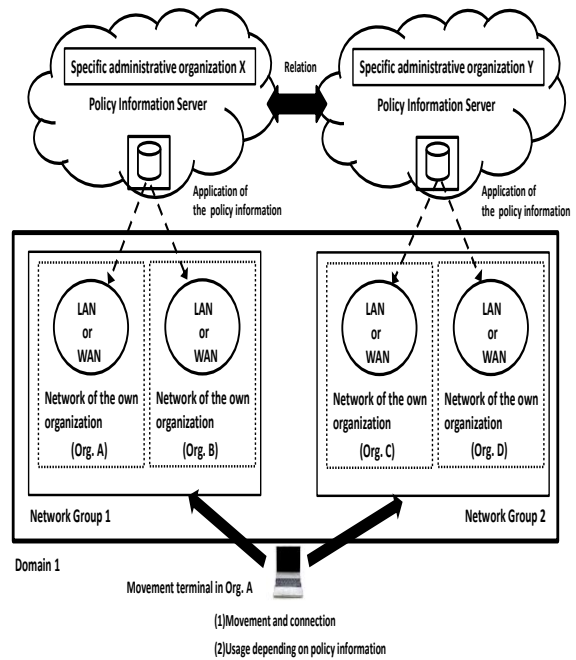 Specific administrative organization X
Relation
Specific administrative organization Y
Policy Information Server
Policy Information Server
Application of
the policy information
Application of
the policy information
LAN
or
WAN
LAN
or
WAN
LAN
or
WAN
LAN
or
WAN
Network of the own
organization
(Org. A)
Network of the own
organization
(Org. B)
Network of the own
organization
(Org. C)
Network of the own
organization
(Org. D)
Network Group 1
Network Group 2
Domain 1
Movement terminal in Org. A
(1)Movement and connection
(2)Usage depending on policy information